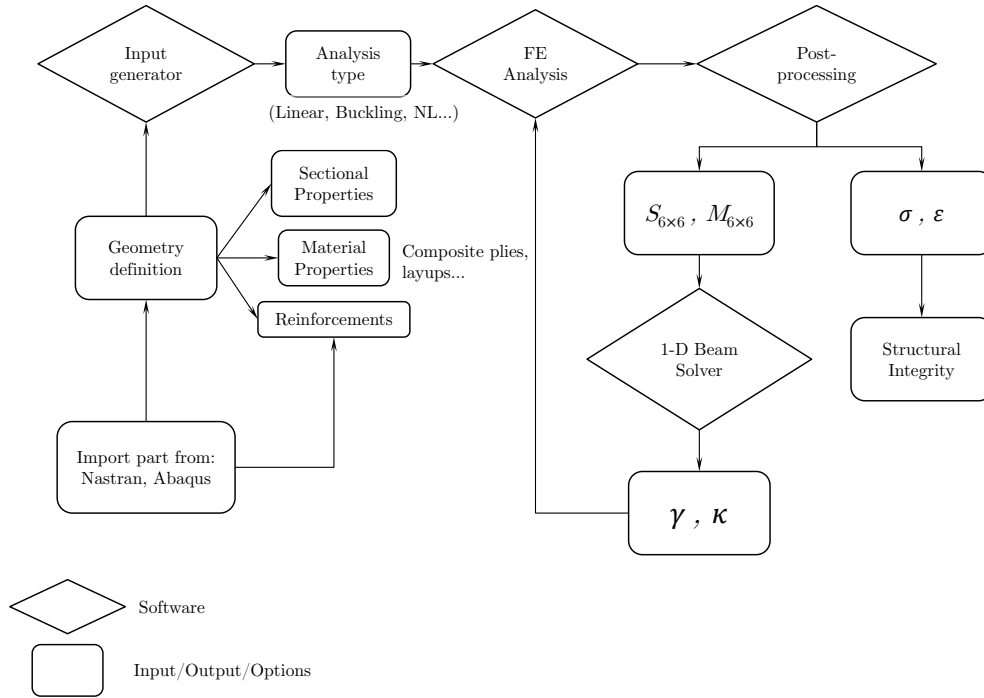 Input
generator
Analysis
type
(Linear, Buckling, NL...)
FE
Analysis
Post-
processing
Sectional
Properties
Geometry
definition
Material
Properties
Composite plies,
layups...
Reinforcements
Import part from:
Nastran, Abaqus
S6×6 , M6×6
σ , ε
1-D Beam
Solver
Structural
Integrity
γ , κ
Software
Input/Output/Options